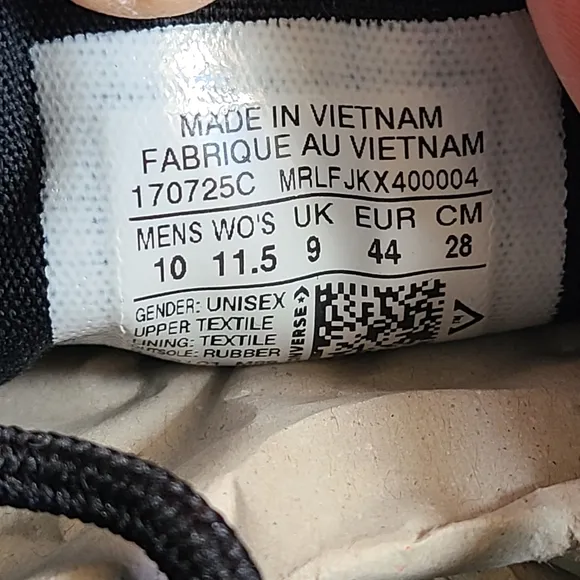 MADE IN VIETNAM
FABRIQUE AU VIETNAM
170725C MRLFJKX400004
MENS WO'S UK EUR CM
10 11.5 9 44 28
GENDER: UNISEX
UPPER TEXTILE
LINING: TEXTILE
OUTSOLE: RUBBER